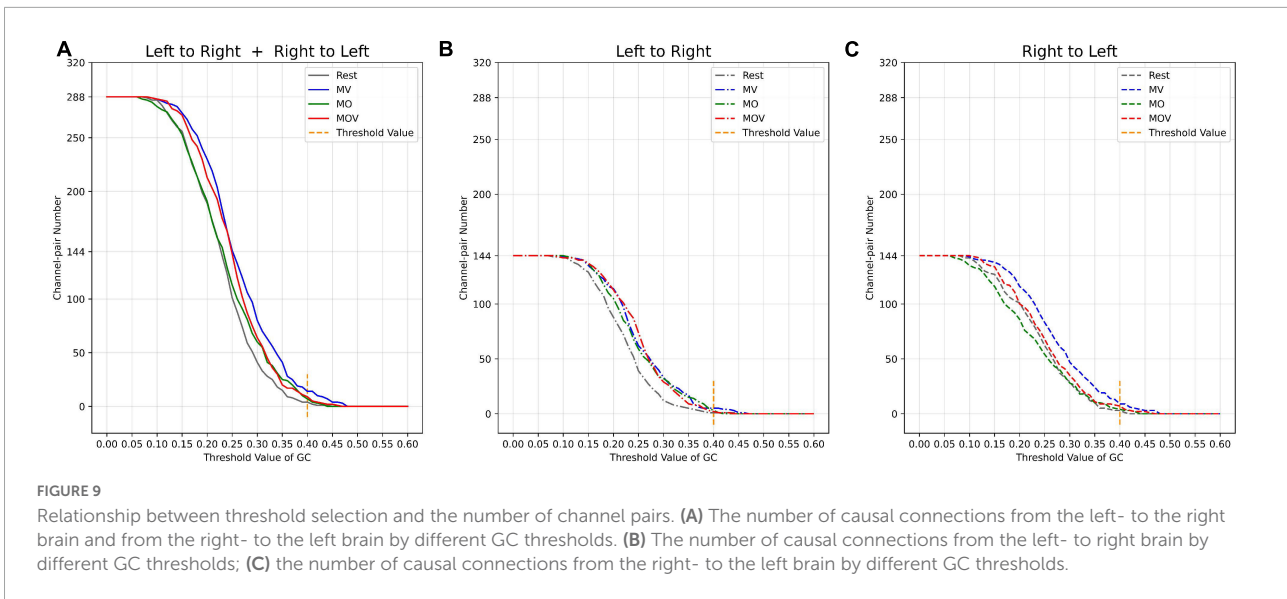 A
Left to Right + Right to Left
320
288
250
200
144
100
50
0
Channel-pair Number
Rest
MV
MO
MOV
Threshold Value
0.00 0.05 0.10 0.15 0.20 0.25 0.30 0.35 0.40 0.45 0.50 0.55 0.60
Threshold Value of GC
B
Left to Right
320
288
250
200
144
100
50
0
Channel-pair Number
Rest
MV
MO
MOV
Threshold Value
0.00 0.05 0.10 0.15 0.20 0.25 0.30 0.35 0.40 0.45 0.50 0.55 0.60
Threshold Value of GC
C
Right to Left
320
288
250
200
144
100
50
0
Channel-pair Number
Rest
MV
MO
MOV
Threshold Value
0.00 0.05 0.10 0.15 0.20 0.25 0.30 0.35 0.40 0.45 0.50 0.55 0.60
Threshold Value of GC
FIGURE 9
Relationship between threshold selection and the number of channel pairs. (A) The number of causal connections from the left- to the right
brain and from the right- to the left brain by different GC thresholds. (B) The number of causal connections from the left- to right brain by
different GC thresholds; (C) the number of causal connections from the right- to the left brain by different GC thresholds.